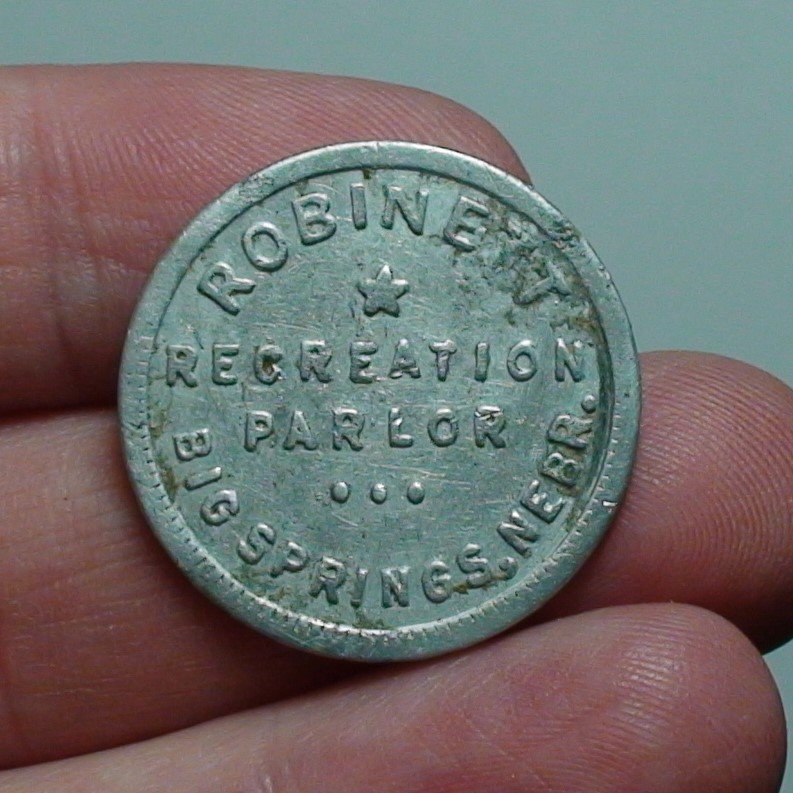 ROBINETT
RECREATION
PARLOR
BIG SPRINGS, NEBR.